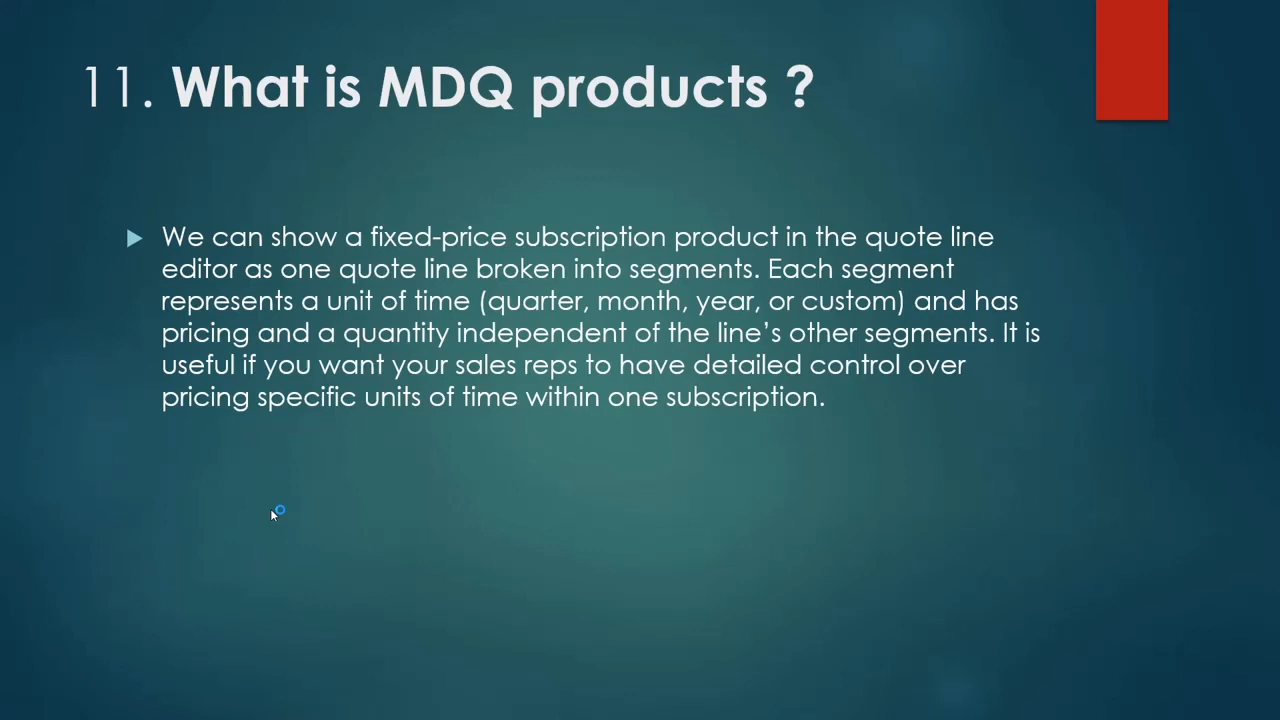 11. What is MDQ products ?
We can show a fixed-price subscription product in the quote line
editor as one quote line broken into segments. Each segment
represents a unit of time (quarter, month, year, or custom) and has
pricing and a quantity independent of the line’s other segments. It is
useful if you want your sales reps to have detailed control over
pricing specific units of time within one subscription.